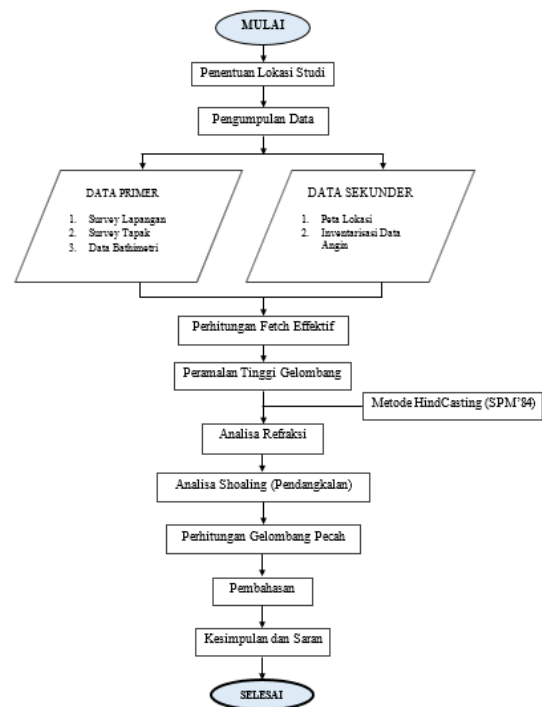 MULAI
Penentuan Lokasi Studi
Pengumpulan Data
DATA PRIMER
1. Survey Lapangan
2. Survey Tapak
3. Data Bathimetri
DATA SEKUNDER
1. Peta Lokasi
2. Inventarisasi Data
Angin
Perhitungan Fetch Effektif
Peramalan Tinggi Gelombang
Metode HindCasting (SPM'84)
Analisa Refraksi
Analisa Shoaling (Pendangkalan)
Perhitungan Gelombang Pecah
Pembahasan
Kesimpulan dan Saran
SELESAI